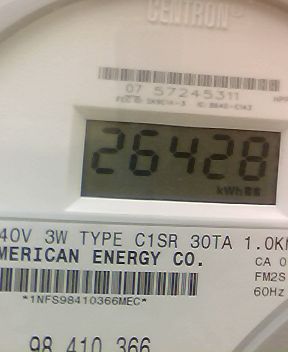 CENTRON®
07 57245311
26428
kWh
40V 3W TYPE C1SR 30TA 1.0K
MERICAN ENERGY CO.
CA 0
FM2S
60Hz
*1NFS98410366MEC*
98 410 366